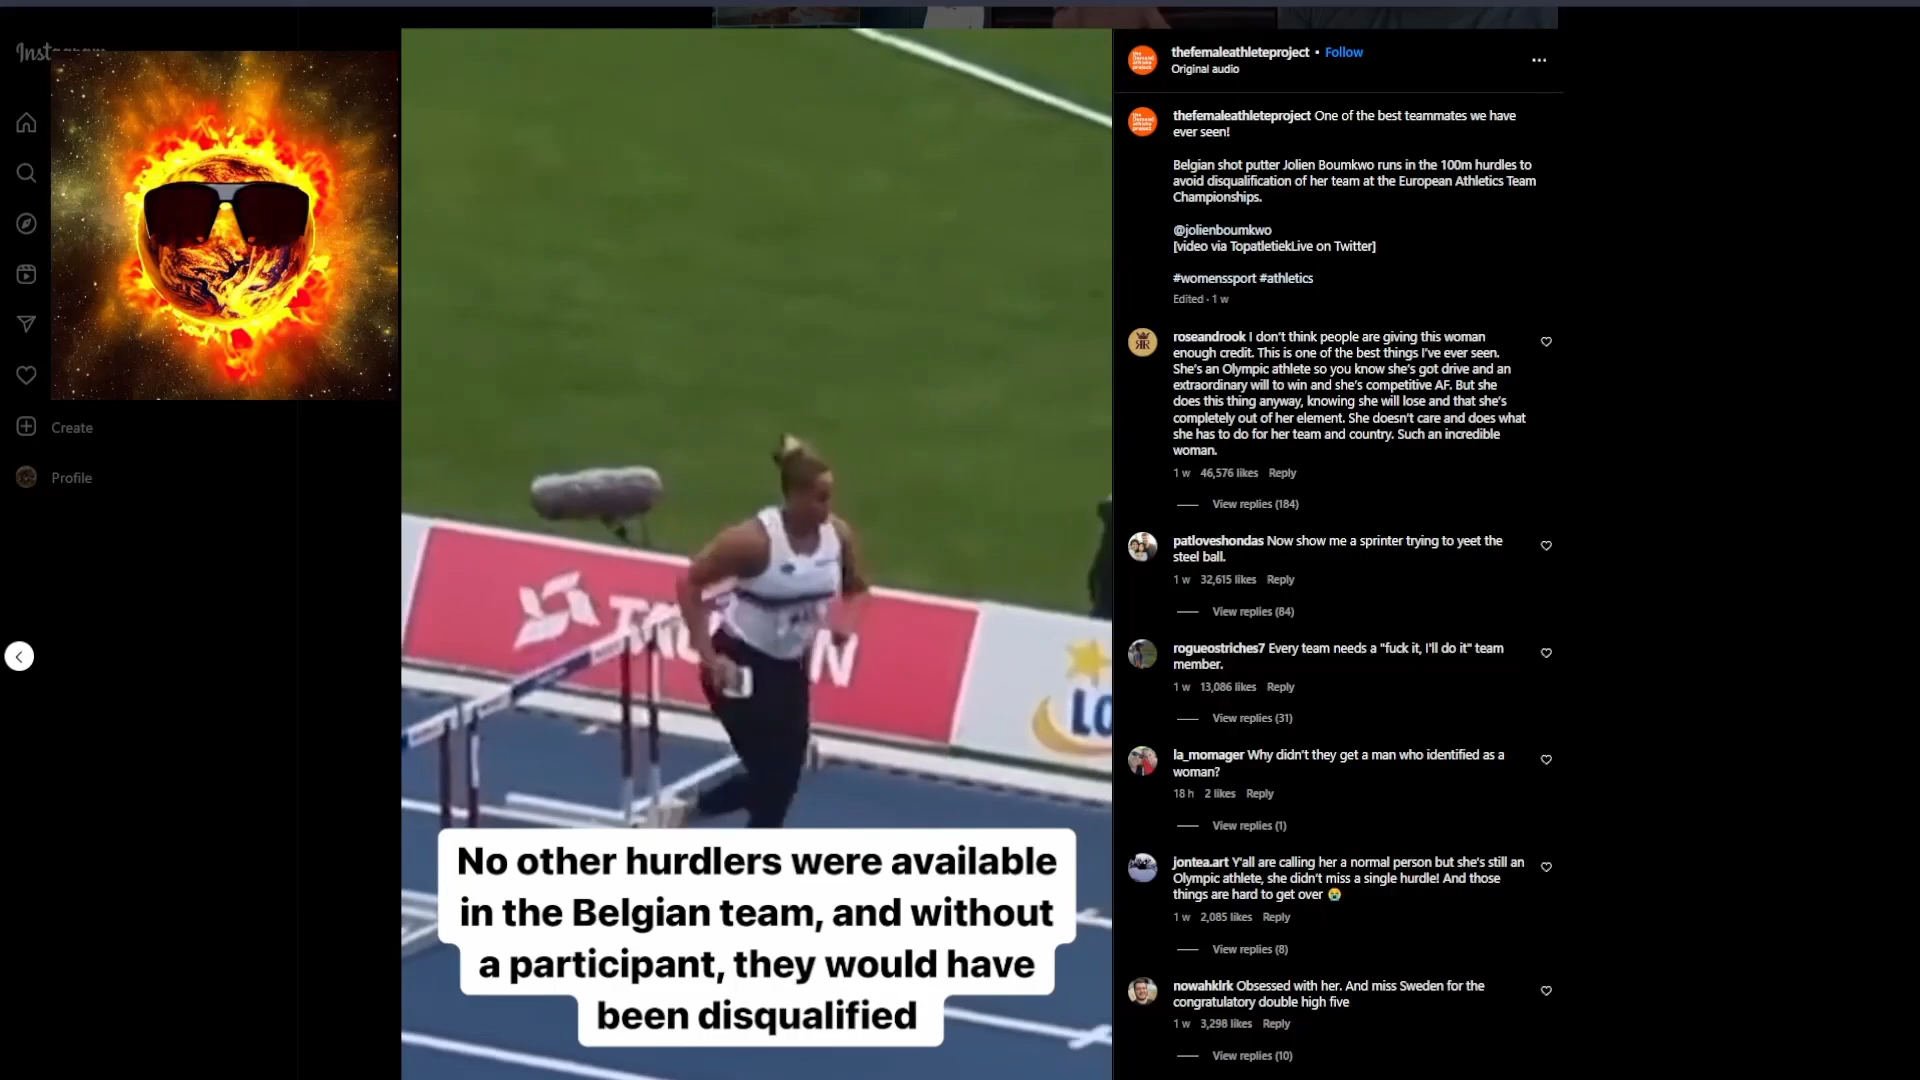 thefemaleathleteproject • Follow
Original audio
thefemaleathleteproject One of the best teammates we have
ever seen!
Belgian shot putter Jolien Boumkwo runs in the 100m hurdles to
avoid disqualification of her team at the European Athletics Team
Championships.
@jolienboumkwo
[video via TopatletiekLive on Twitter]
#womenssport #athletics
Edited · 1 w
roseandrook I don't think people are giving this woman
enough credit. This is one of the best things I've ever seen.
She's an Olympic athlete so you know she's got drive and an
extraordinary will to win and she's competitive AF. But she
does this thing anyway, knowing she will lose and that she's
completely out of her element. She doesn't care and does what
she has to do for her team and country. Such an incredible
woman.
1 w 46,576 likes Reply
View replies (184)
patloveshondas Now show me a sprinter trying to yeet the
steel ball.
1 w 32,615 likes Reply
View replies (84)
rogueostriches7 Every team needs a "fuck it, I'll do it" team
member.
1 w 13,086 likes Reply
View replies (31)
la_momager Why didn't they get a man who identified as a
woman?
18 h 2 likes Reply
View replies (1)
jontea.art Y'all are calling her a normal person but she's still an
Olympic athlete, she didn't miss a single hurdle! And those
things are hard to get over 😭
1 w 2,085 likes Reply
View replies (8)
nowahklrk Obsessed with her. And miss Sweden for the
congratulatory double high five
1 w 3,298 likes Reply
View replies (10)
Create
Profile
No other hurdlers were available
in the Belgian team, and without
a participant, they would have
been disqualified